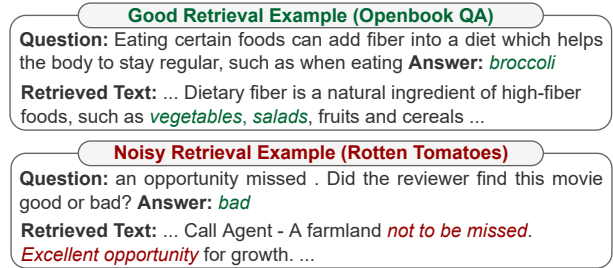 Good Retrieval Example (Openbook QA)
Question: Eating certain foods can add fiber into a diet which helps
the body to stay regular, such as when eating Answer: broccoli
Retrieved Text: ... Dietary fiber is a natural ingredient of high-fiber
foods, such as vegetables, salads, fruits and cereals ...
Noisy Retrieval Example (Rotten Tomatoes)
Question: an opportunity missed . Did the reviewer find this movie
good or bad? Answer: bad
Retrieved Text: ... Call Agent - A farmland not to be missed.
Excellent opportunity for growth. ...